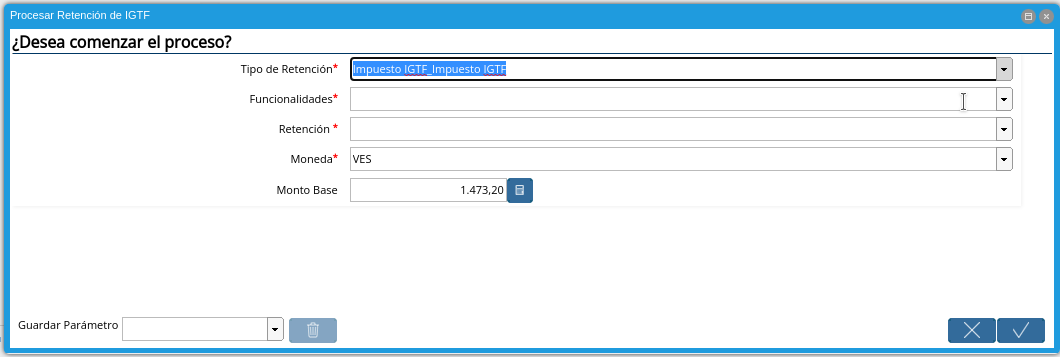 Procesar Retención de IGTF
¿Desea comenzar el proceso?
Tipo de Retención* Impuesto IGTF_Impuesto IGTF
Funcionalidades*
Retención *
Moneda* VES
Monto Base 1.473,20
Guardar Parámetro